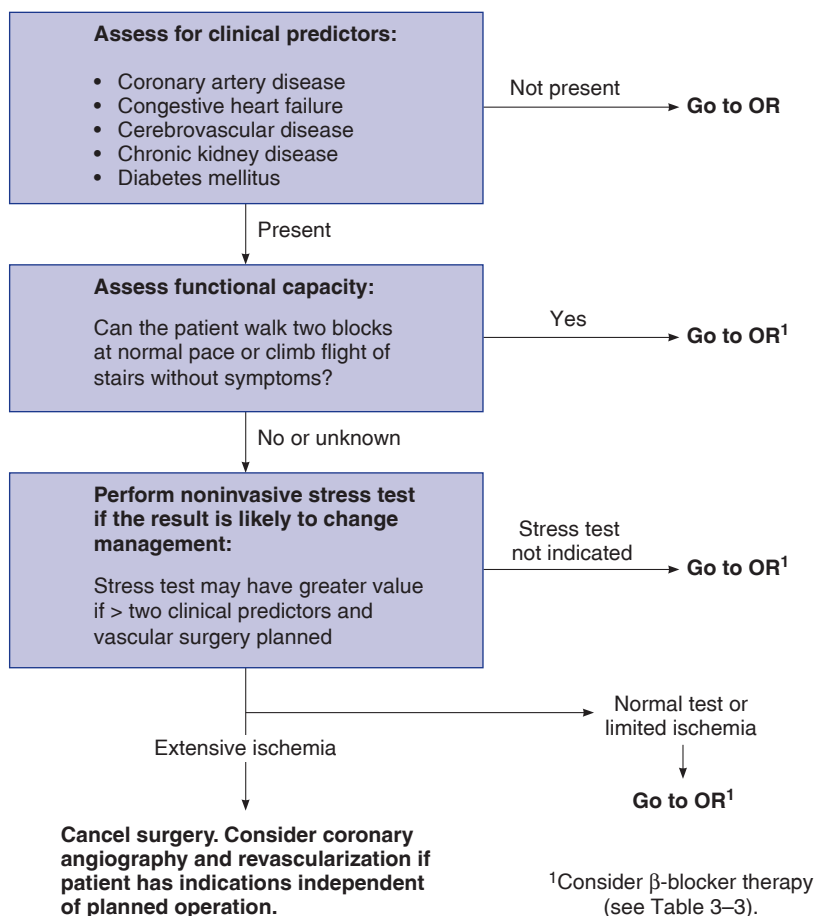 Assess for clinical predictors:
• Coronary artery disease
• Congestive heart failure
• Cerebrovascular disease
• Chronic kidney disease
• Diabetes mellitus
Not present
Go to OR
Present
Assess functional capacity:
Can the patient walk two blocks
at normal pace or climb flight of
stairs without symptoms?
Yes
Go to OR¹
No or unknown
Perform noninvasive stress test
if the result is likely to change
management:
Stress test may have greater value
if > two clinical predictors and
vascular surgery planned
Stress test
not indicated
Go to OR¹
Normal test or
limited ischemia
Go to OR¹
Extensive ischemia
Cancel surgery. Consider coronary
angiography and revascularization if
patient has indications independent
of planned operation.
¹Consider β-blocker therapy
(see Table 3–3).